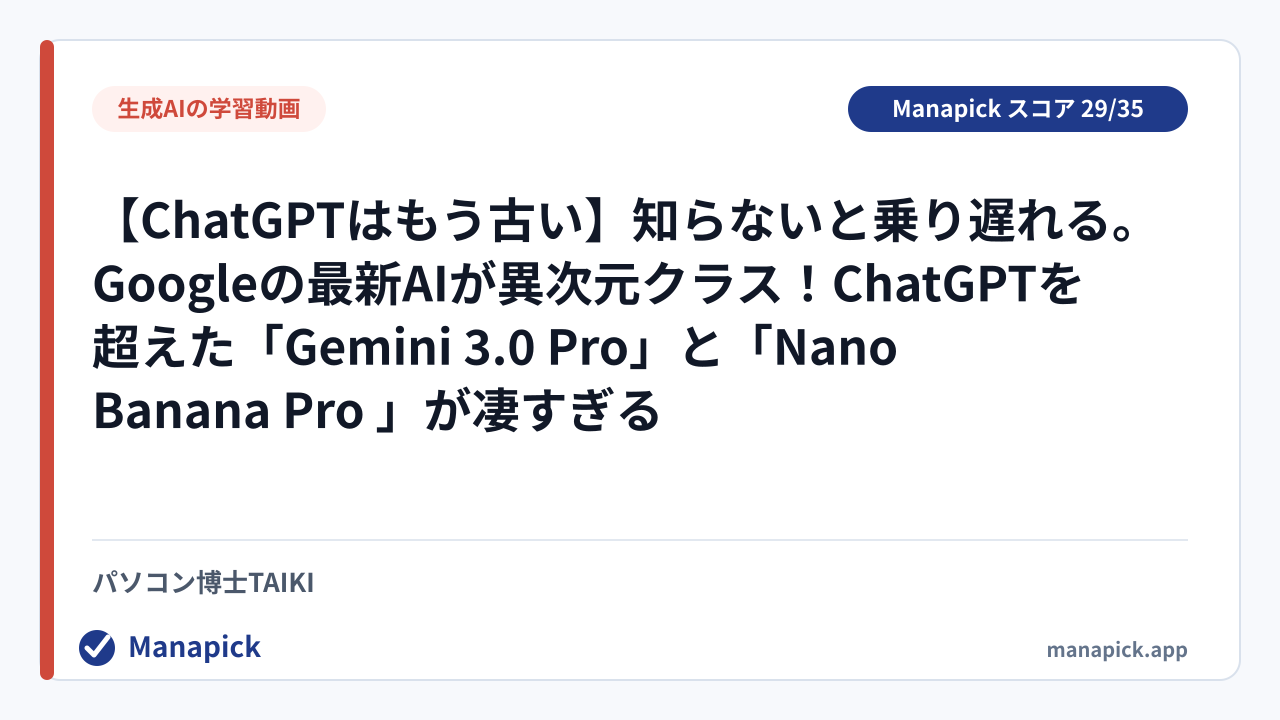 生成AIの学習動画
Manapick スコア 29/35
【ChatGPTはもう古い】知らないと乗り遅れる。
Googleの最新AIが異次元クラス！ChatGPTを
超えた「Gemini 3.0 Pro」と「Nano
Banana Pro 」が凄すぎる
パソコン博士TAIKI
Manapick
manapick.app